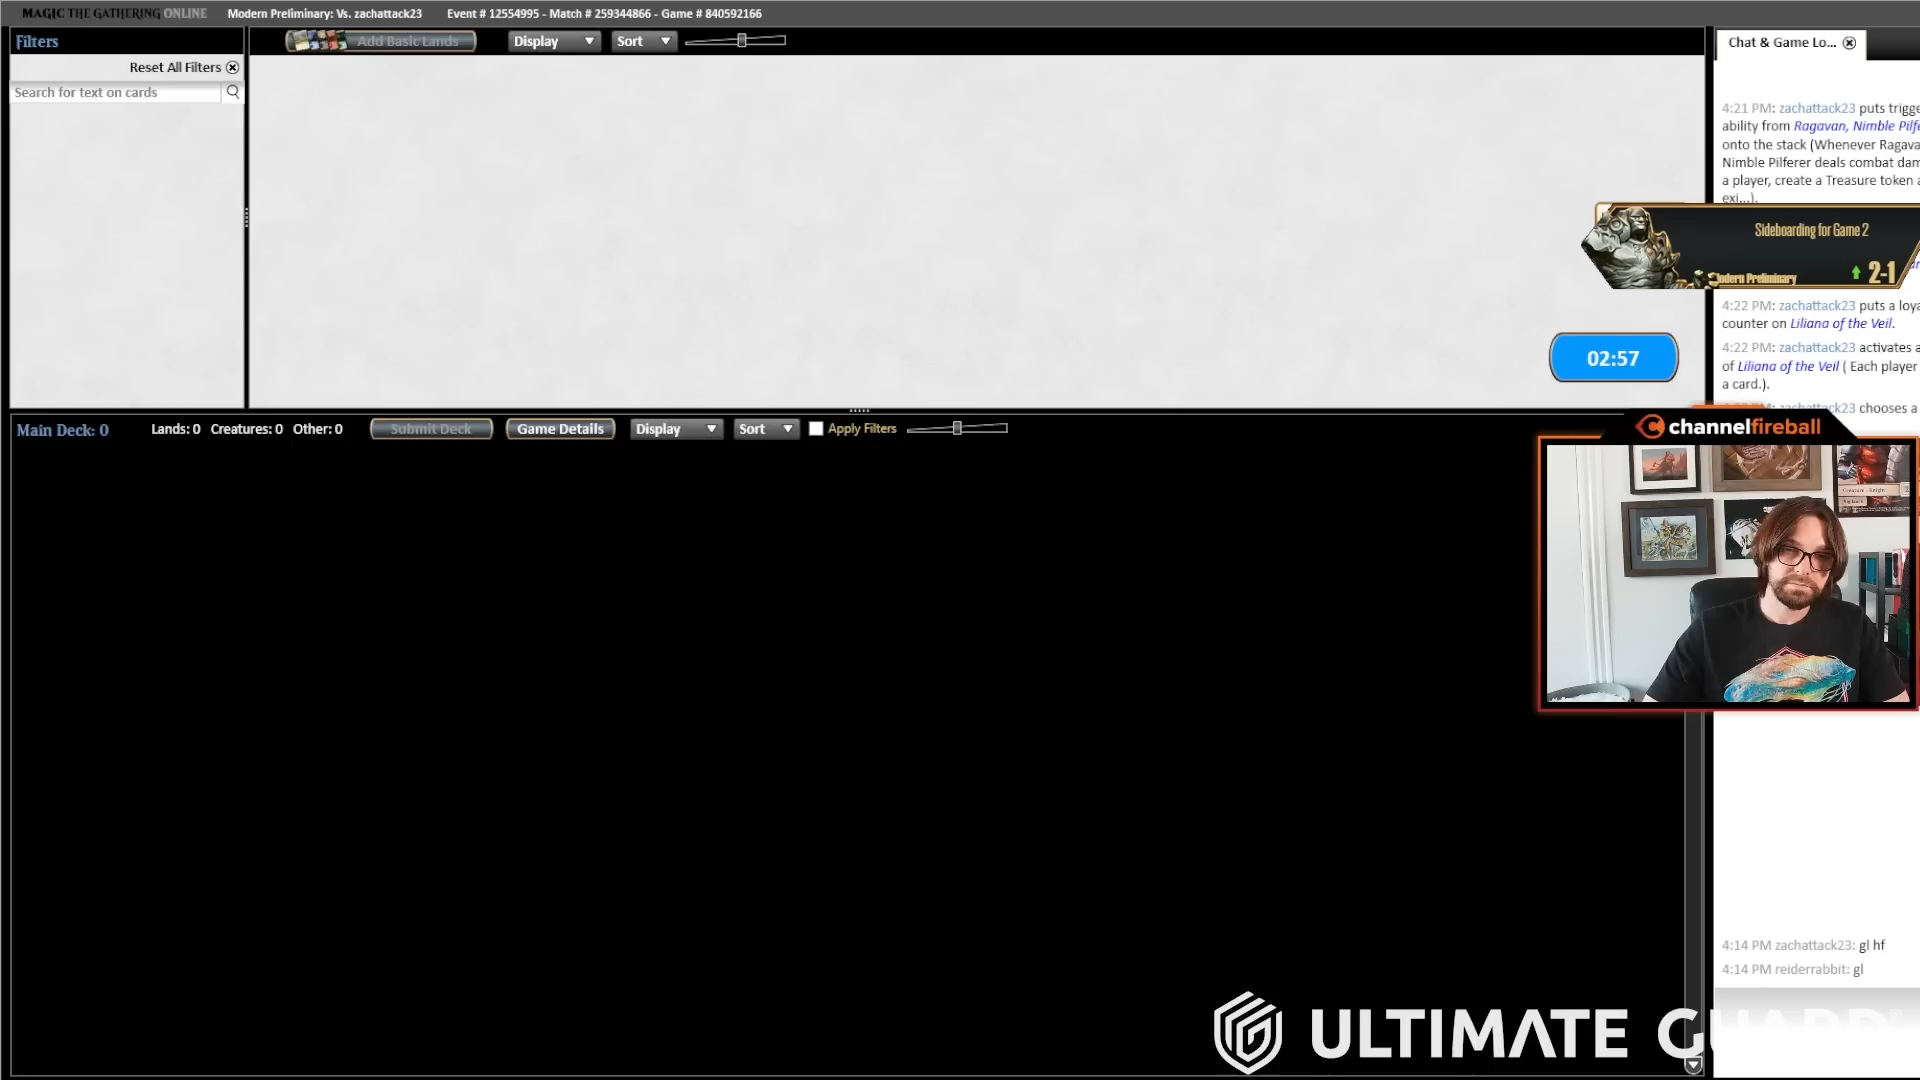 MAGIC THE GATHERING ONLINE Modern Preliminary: Vs. zachattack23 Event # 12554995 - Match # 259344866 - Game # 840592166
Filters
Reset All Filters
Search for text on cards
Add Basic Lands Display Sort
Chat & Game Lo...
4:21 PM: zachattack23 puts trigge
ability from Ragavan, Nimble Pilfe
onto the stack (Whenever Ragava
Nimble Pilferer deals combat dam
a player, create a Treasure token a
exi...).
Sideboarding for Game 2
Modern Preliminary 2-1
4:22 PM: zachattack23 puts a loya
counter on Liliana of the Veil.
4:22 PM: zachattack23 activates a
of Liliana of the Veil ( Each player
a card.).
zachattack23 chooses a
02:57
Main Deck: 0 Lands: 0 Creatures: 0 Other: 0 Submit Deck Game Details Display Sort Apply Filters
channelfireball
4:14 PM zachattack23: gl hf
4:14 PM reiderrabbit: gl
ULTIMATE GUARD